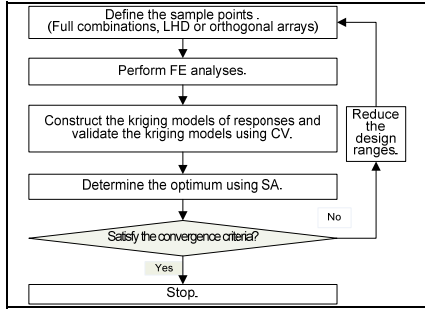 Define the sample points .
(Full combinations, LHD or orthogonal arrays)
Perform FE analyses.
Construct the kriging models of responses and
validate the kriging models using CV.
Reduce
the
design
ranges.
Determine the optimum using SA.
No
Satisfy the convergence criteria?
Yes
Stop.